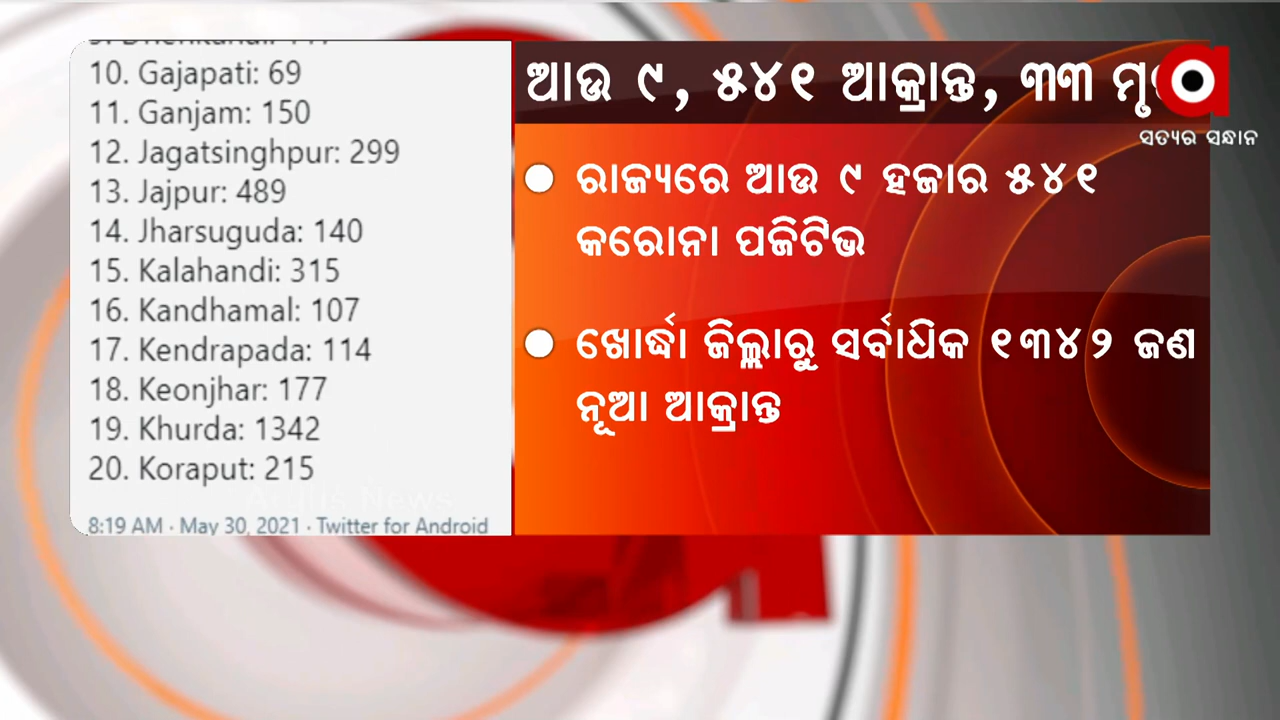 10. Gajapati: 69
11. Ganjam: 150
12. Jagatsinghpur: 299
13. Jajpur: 489
14. Jharsuguda: 140
15. Kalahandi: 315
16. Kandhamal: 107
17. Kendrapada: 114
18. Keonjhar: 177
19. Khurda: 1342
20. Koraput: 215
8:19 AM · May 30, 2021 · Twitter for Android
ଆଉ ୯, ୫୪୧ ଆକ୍ରାନ୍ତ, ୩୩
ସତ୍ୟର ସନ୍ଧାନ
ରାଜ୍ୟରେ ଆଉ ୯ ହଜାର ୫୪୧
କରୋନା ପଜିଟିଭ
ଖୋର୍ଦ୍ଧା ଜିଲ୍ଲାରୁ ସର୍ବାଧିକ ୧୩୪୨ ଜଣ
ନୂଆ ଆକ୍ରାନ୍ତ